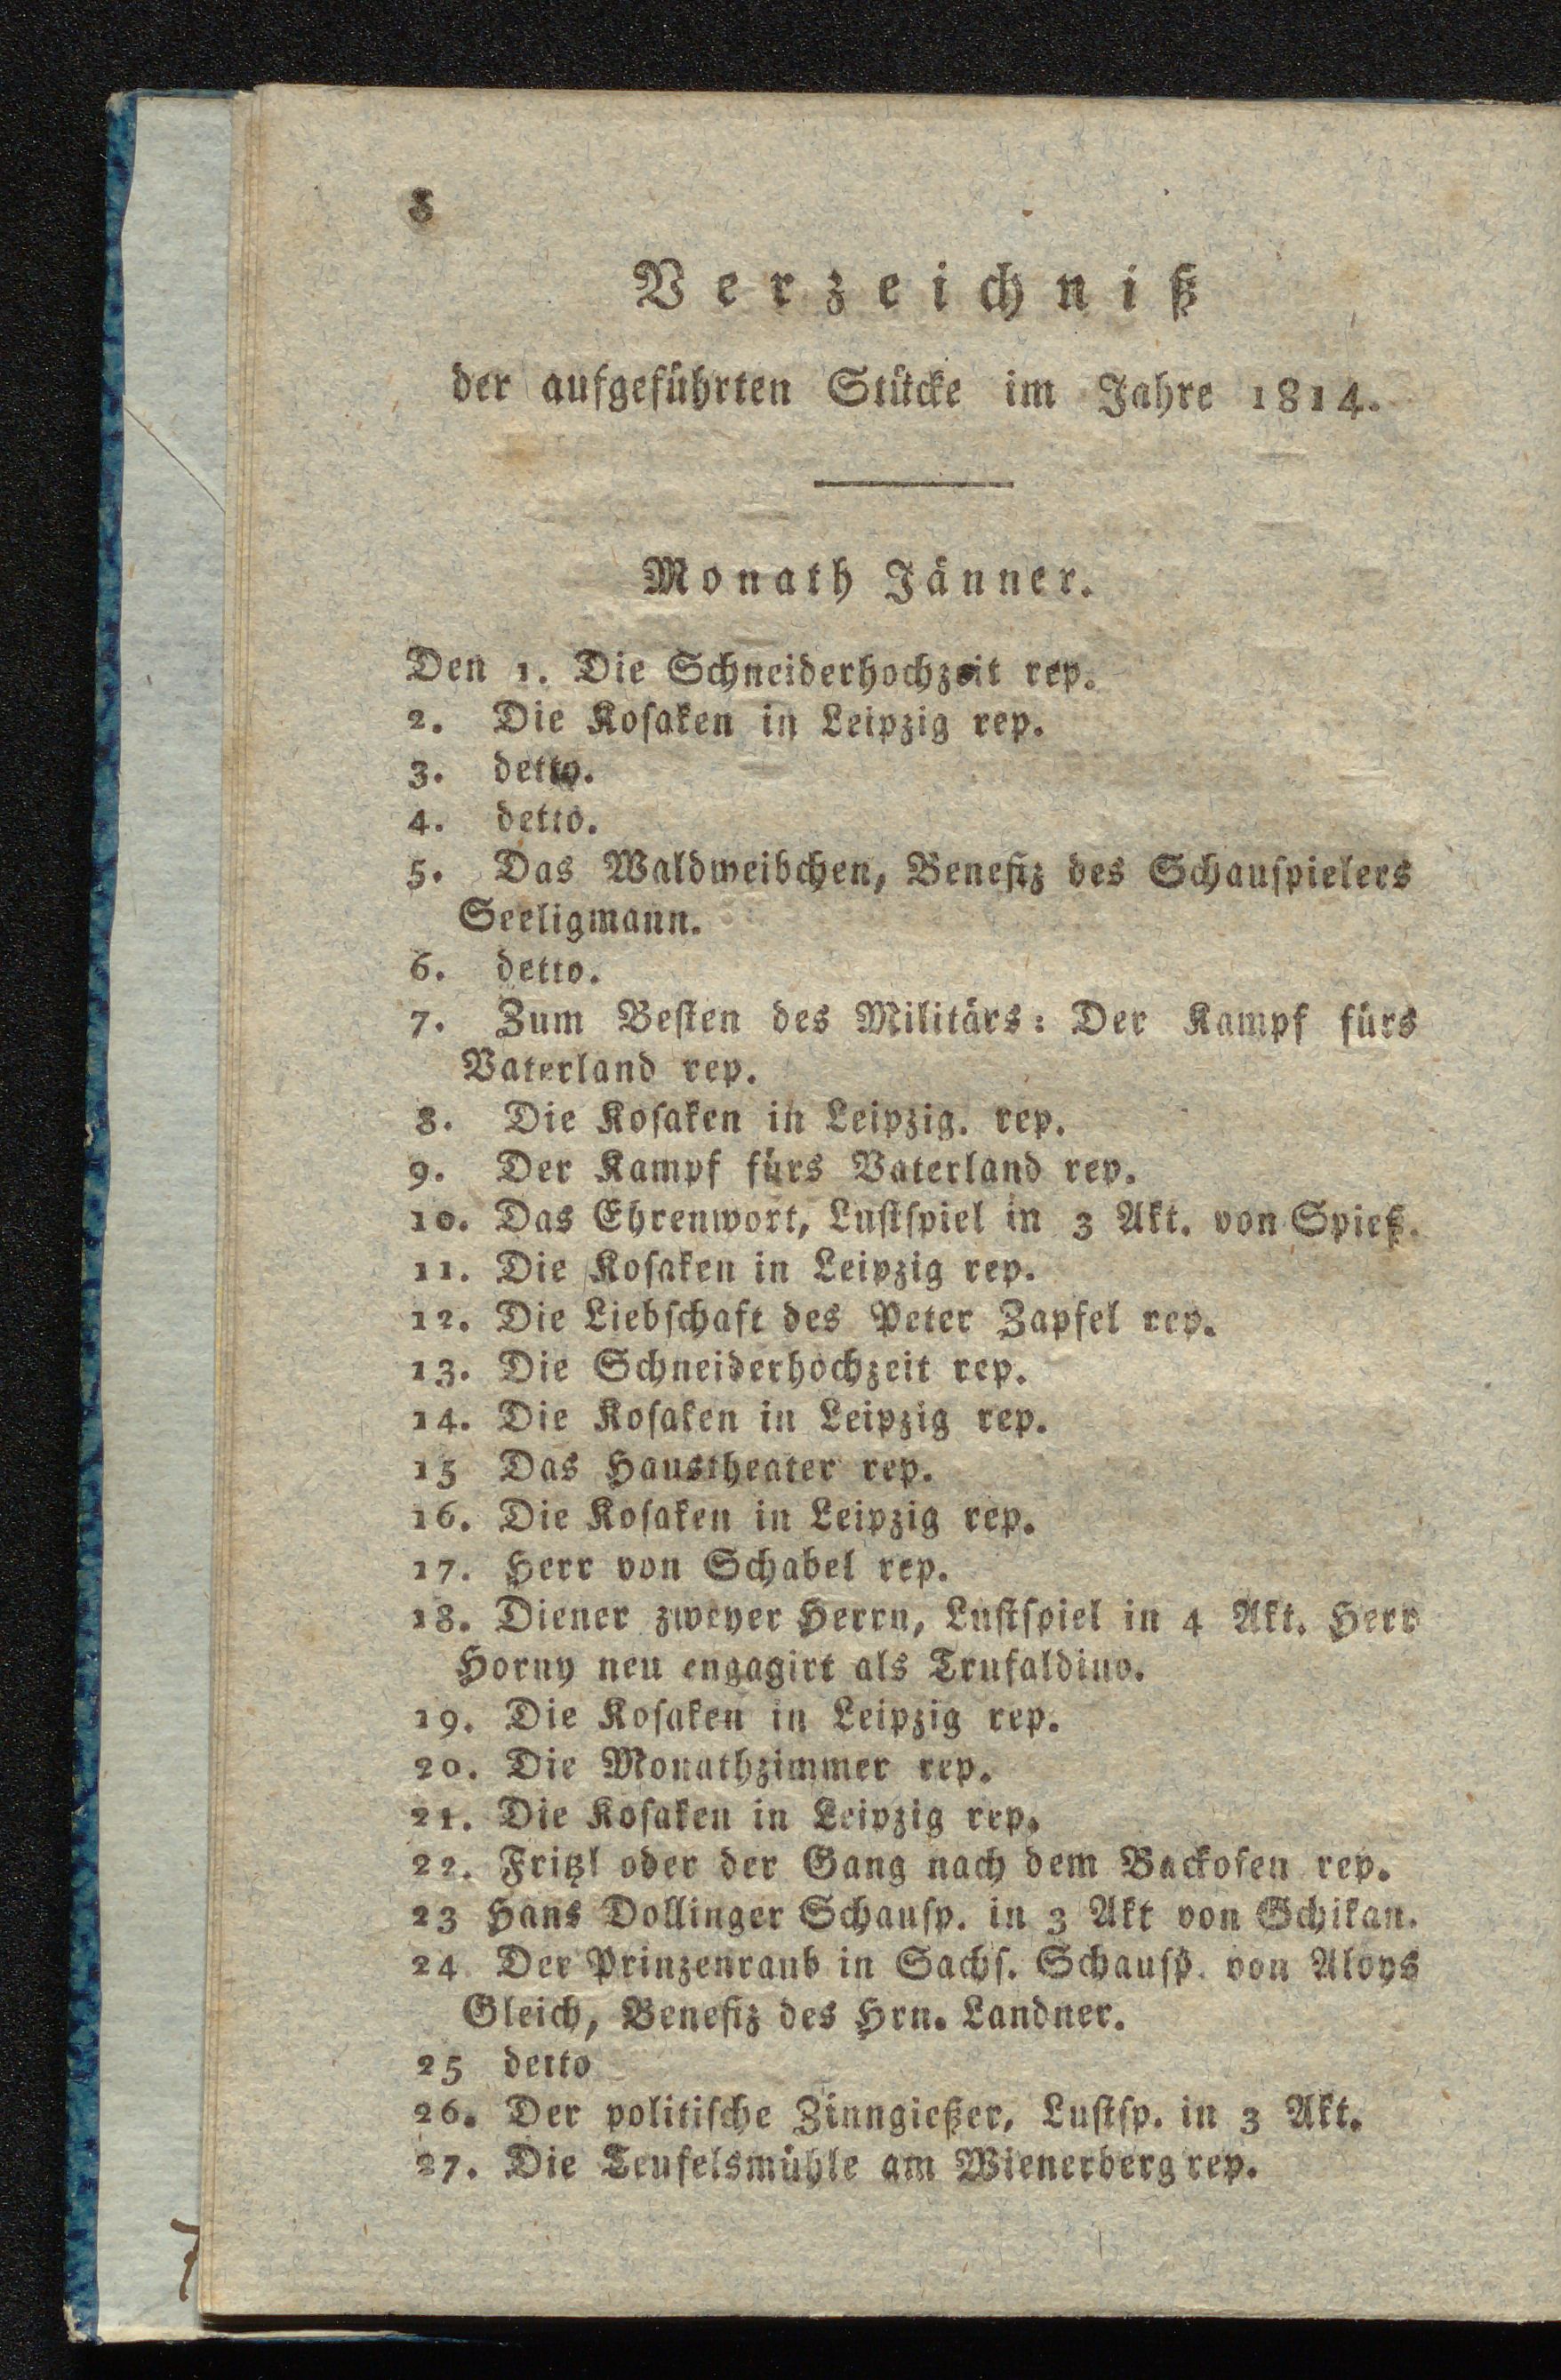 8
Verzeichniß
der aufgeführten Stücke im Jahre 1814.
Monath Jänner.
Den 1. Die Schneiderhochzeit rep.
2. Die Koſaken in Leipzig rep.
3. detto.
4. detto.
5. Das Waldweibchen, Benefiz des Schauſpielers
Seeligmann.
6. detto.
7. Zum Beſten des Militärs: Der Kampf fürs
Vaterland rep.
8. Die Koſaken in Leipzig. rep.
9. Der Kampf fürs Vaterland rep.
10. Das Ehrenwort, Luſtſpiel in 3 Akt. von Spieß.
11. Die Koſaken in Leipzig rep.
12. Die Liebſchaft des Peter Zapfel rep.
13. Die Schneiderhochzeit rep.
14. Die Koſaken in Leipzig rep.
15 Das Haustheater rep.
16. Die Koſaken in Leipzig rep.
17. Herr von Schabel rep.
18. Diener zweyer Herrn, Luſtſpiel in 4 Akt. Herr
Horny neu engagirt als Trufaldino.
19. Die Koſaken in Leipzig rep.
20. Die Monathzimmer rep.
21. Die Koſaken in Leipzig rep.
22. Fritzl oder der Gang nach dem Backofen rep.
23 Hans Dollinger Schauſp. in 3 Akt von Schikan.
24 Der Prinzenraub in Sachſ. Schauſp. von Aloys
Gleich, Benefiz des Hrn. Landner.
25 detto
26. Der politiſche Zinngießer, Luſtſp. in 3 Akt.
27. Die Teufelsmühle am Wienerberg rep.